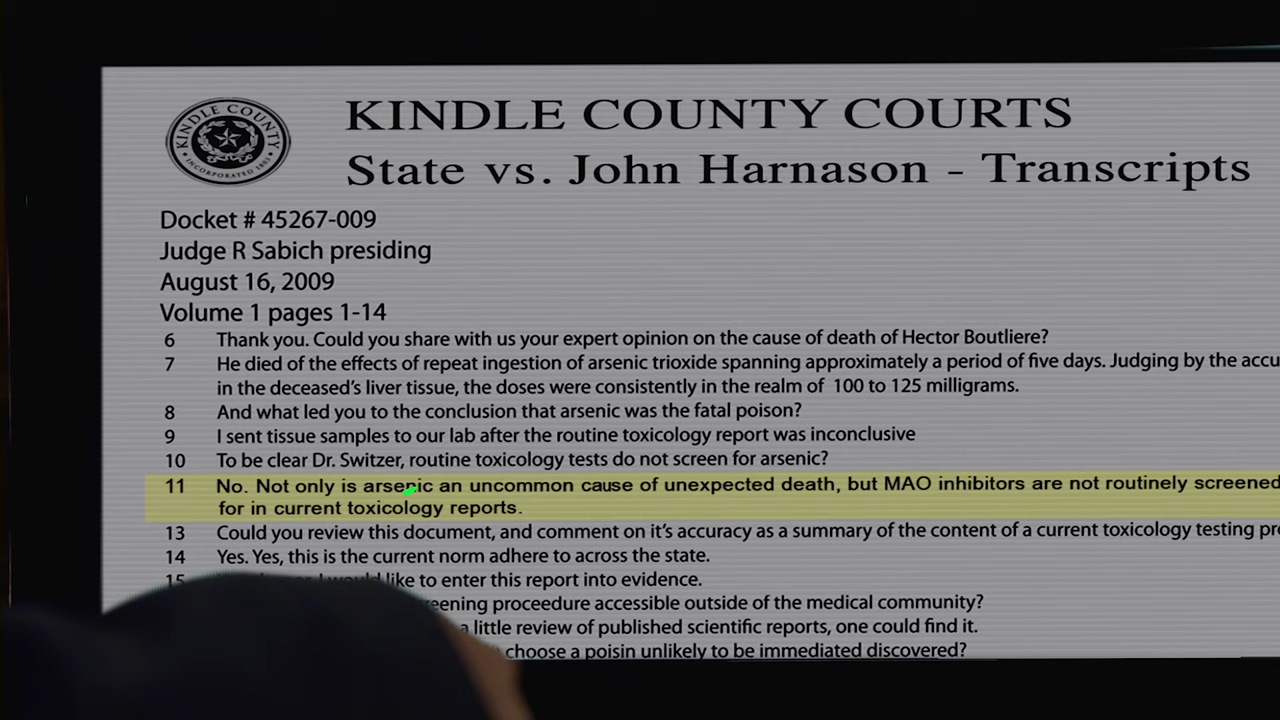 KINDLE COUNTY
INCORPORATED
KINDLE COUNTY COURTS
State vs. John Harnason - Transcripts
Docket # 45267-009
Judge R Sabich presiding
August 16, 2009
Volume 1 pages 1-14
6 Thank you. Could you share with us your expert opinion on the cause of death of Hector Boutliere?
7 He died of the effects of repeat ingestion of arsenic trioxide spanning approximately a period of five days. Judging by the accu
in the deceased's liver tissue, the doses were consistently in the realm of 100 to 125 milligrams.
8 And what led you to the conclusion that arsenic was the fatal poison?
9 I sent tissue samples to our lab after the routine toxicology report was inconclusive
10 To be clear Dr. Switzer, routine toxicology tests do not screen for arsenic?
11 No. Not only is arsenic an uncommon cause of unexpected death, but MAO inhibitors are not routinely screened
for in current toxicology reports.
13 Could you review this document, and comment on it's accuracy as a summary of the content of a current toxicology testing pr
14 Yes. Yes, this is the current norm adhere to across the state.
15 I would like to enter this report into evidence.
eening proceedure accessible outside of the medical community?
a little review of published scientific reports, one could find it.
choose a poisin unlikely to be immediated discovered?